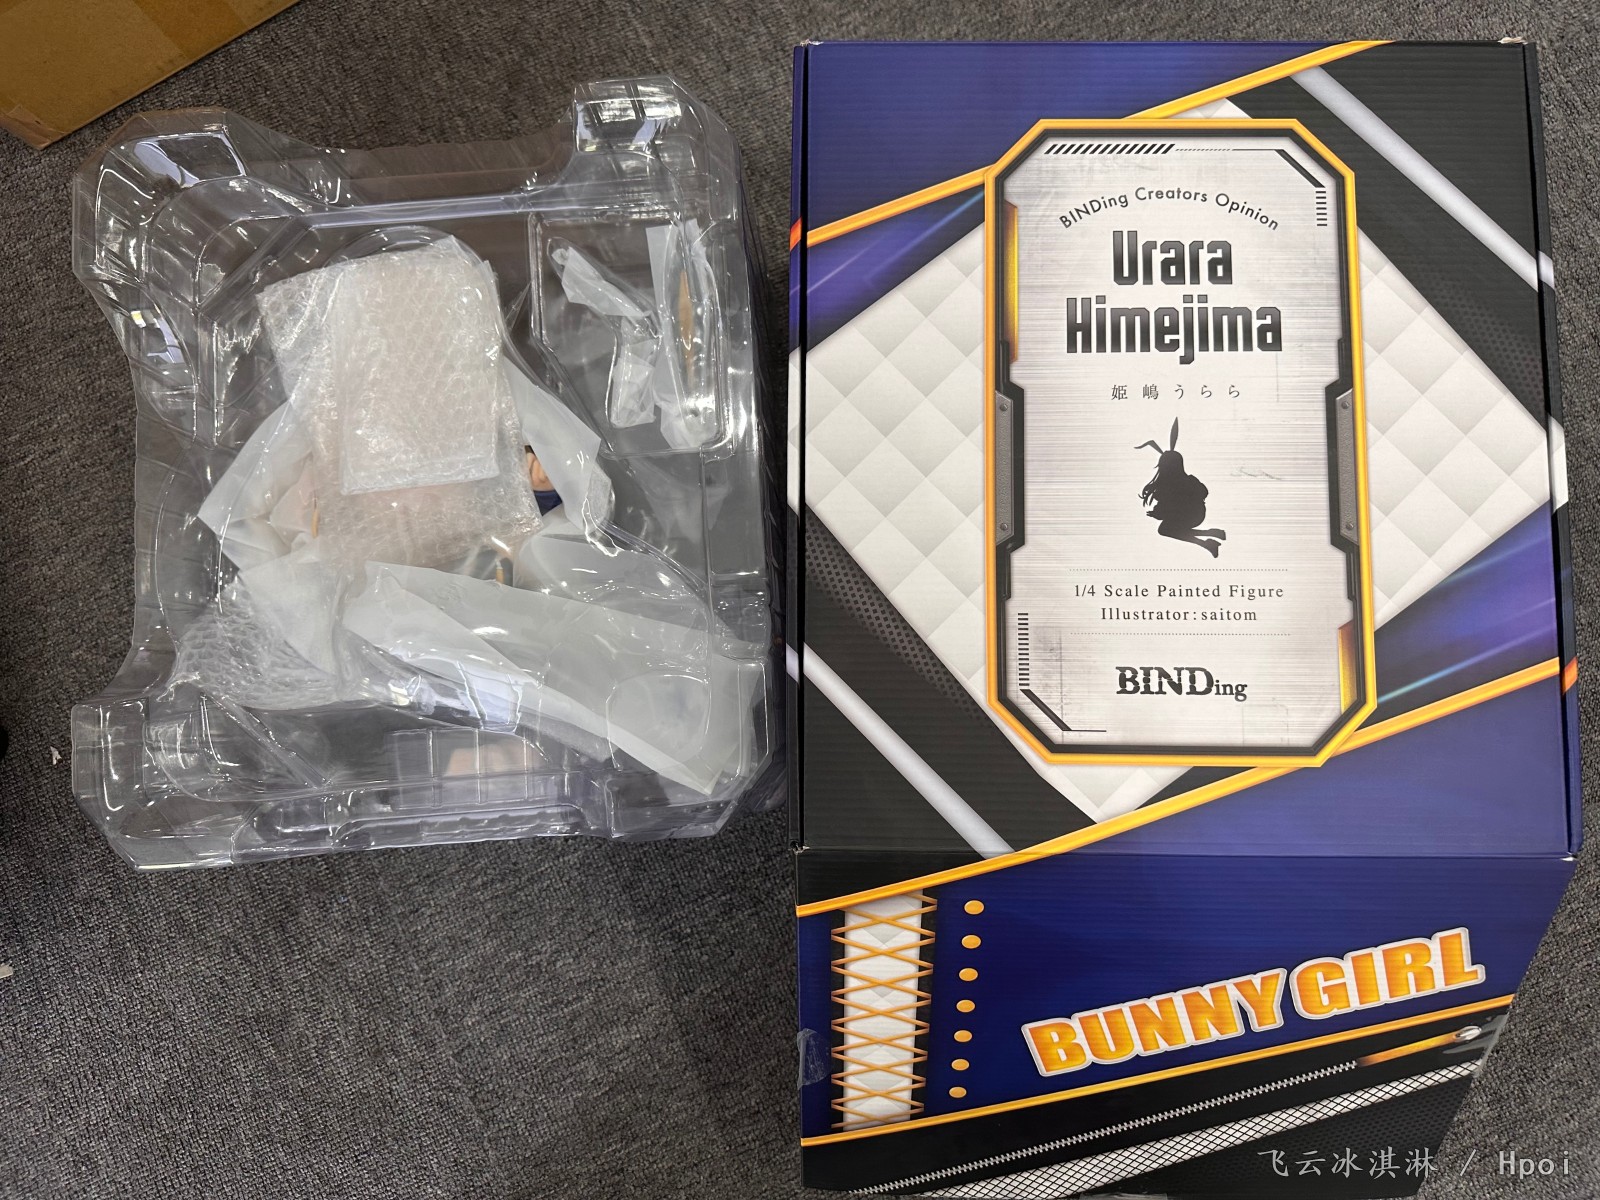 BINDing Creators Opinion
Urara
Himejima
姫嶋うらら
1/4 Scale Painted Figure
Illustrator:saitom
BINDing
BUNNY GIRL
飞云冰淇淋 / Hpoi